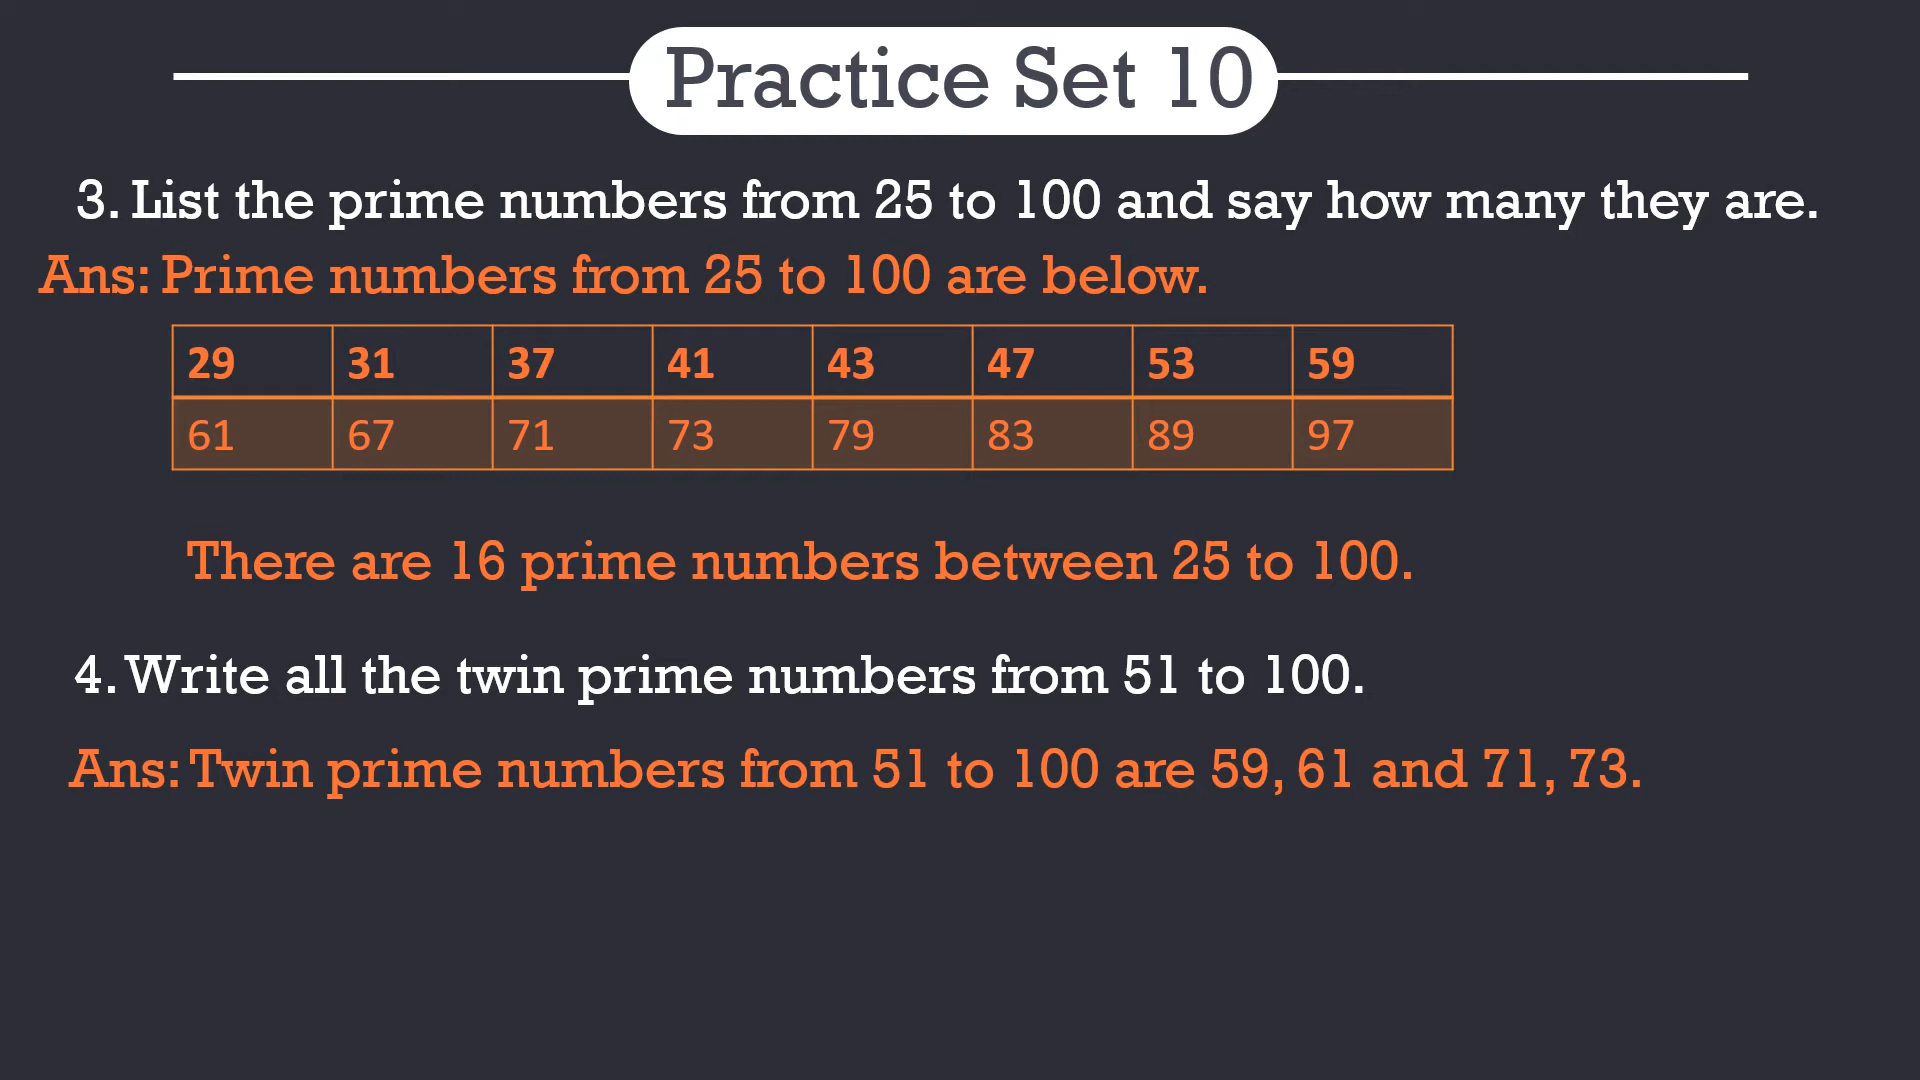 Practice Set 10
3. List the prime numbers from 25 to 100 and say how many they are.
Ans: Prime numbers from 25 to 100 are below.
29 31 37 41 43 47 53 59
61 67 71 73 79 83 89 97
There are 16 prime numbers between 25 to 100.
4. Write all the twin prime numbers from 51 to 100.
Ans: Twin prime numbers from 51 to 100 are 59, 61 and 71, 73.